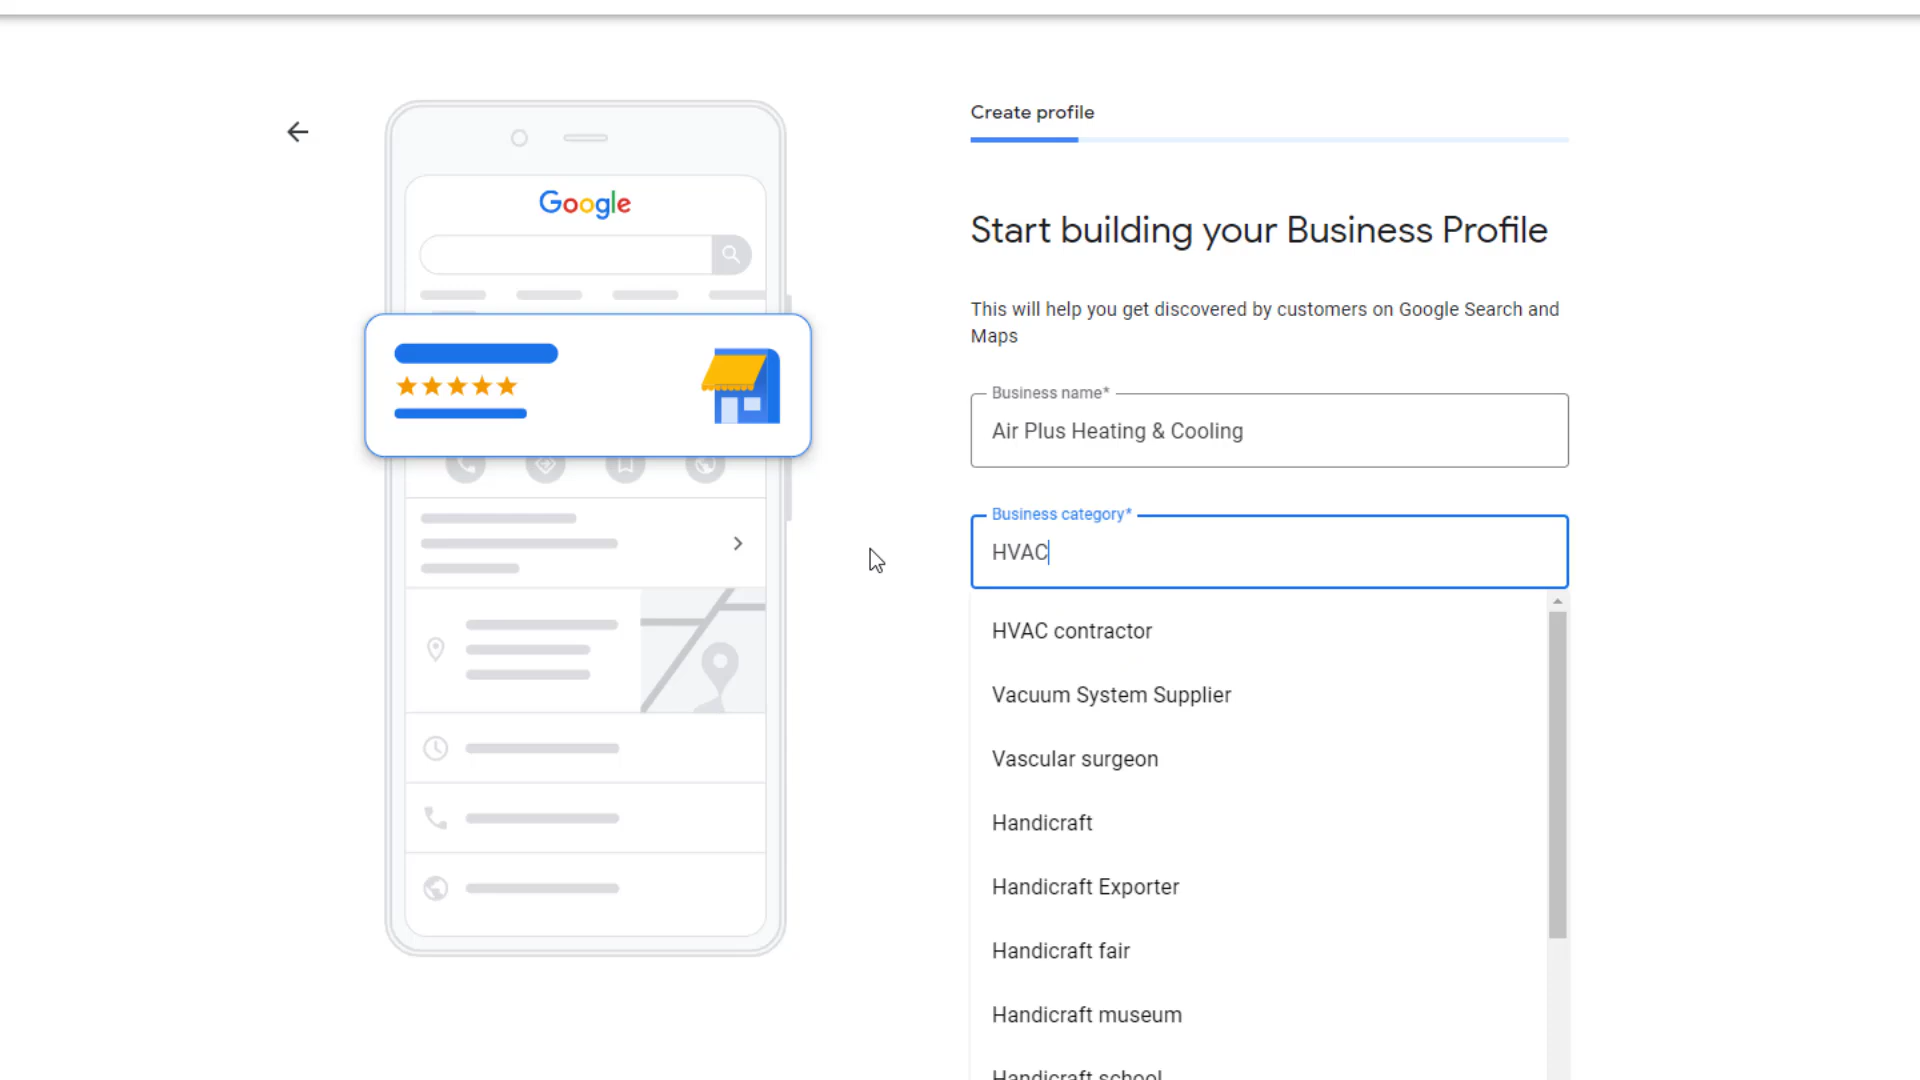 Google
Create profile
Start building your Business Profile
This will help you get discovered by customers on Google Search and
Maps
Business name*
Air Plus Heating & Cooling
Business category*
HVAC
HVAC contractor
Vacuum System Supplier
Vascular surgeon
Handicraft
Handicraft Exporter
Handicraft fair
Handicraft museum
Handicraft school